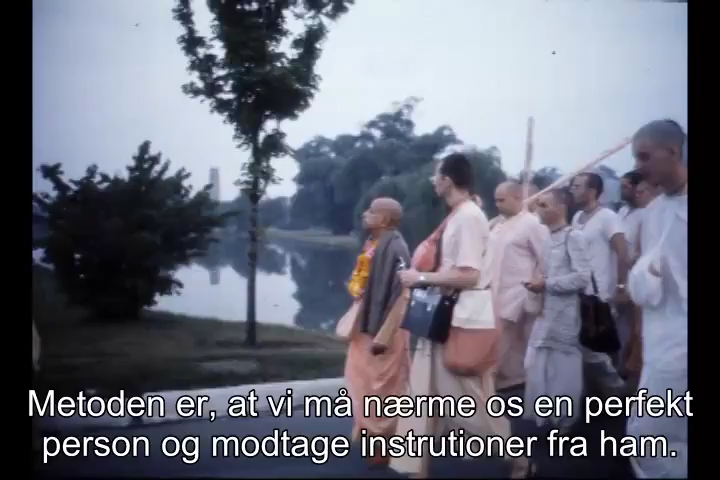 Metoden er, at vi må nærme os en perfekt
person og modtage instrutioner fra ham.